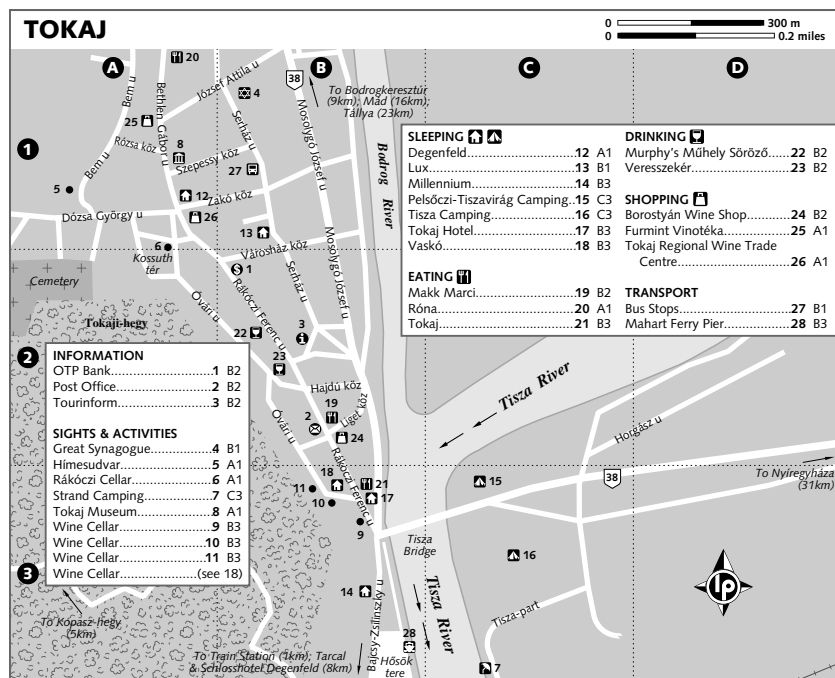 TOKAJ
0 300 m
0 0.2 miles
A
B
C
D
1
2
3
SLEEPING
Degenfeld 12 A1
Lux 13 B1
Millennium 14 B3
Pelsőczi-Tiszavirág Camping 15 C3
Tisza Camping 16 C3
Tokaj Hotel 17 B3
Vaskó 18 B3
EATING
Makk Marci 19 B2
Róna 20 A1
Tokaj 21 B3
DRINKING
Murphy's Műhely Söröző 22 B2
Veresszekér 23 B2
SHOPPING
Borostyán Wine Shop 24 B2
Furmint Vinotéka 25 A1
Tokaj Regional Wine Trade
Centre 26 A1
TRANSPORT
Bus Stops 27 B1
Mahart Ferry Pier 28 B3
INFORMATION
OTP Bank 1 B2
Post Office 2 B2
Tourinform 3 B2
SIGHTS & ACTIVITIES
Great Synagogue 4 B1
Hímesudvar 5 A1
Rákóczi Cellar 6 A1
Strand Camping 7 C3
Tokaj Museum 8 A1
Wine Cellar 9 B3
Wine Cellar 10 B3
Wine Cellar 11 B3
Wine Cellar (see 18)
20
Bem u
Bethlen Gábor u
József Attila u
4
38
To Bodrogkeresztúr
(9km); Mád (16km);
Tállya (23km)
25
Rózsa köz
8
Serház u
Mosolygó József u
Bodrog River
Szepessy köz
27
Bem u
5
12
Zakó köz
26
Dózsa György u
6
Kossuth
tér
13
Városház köz
1
Cemetery
Óvári u
Rákóczi Ferenc u
Serház u
Mosolygó József u
Tokaji-hegy
22
3
23
Hajdú köz
Óvári u
19
2
Liget köz
24
Rákóczi Ferenc u
18
11
10
21
17
9
Tisza River
Horgász u
15
38
To Nyíregyháza
(31km)
Tisza
Bridge
16
14
Tisza River
Tisza-part
Bajcsy-Zsilinszky u
28
Hősök
tere
7
To Kopasz-hegy
(5km)
To Train Station (1km); Tarcal
& Schlosshotel Degenfeld (8km)
lp